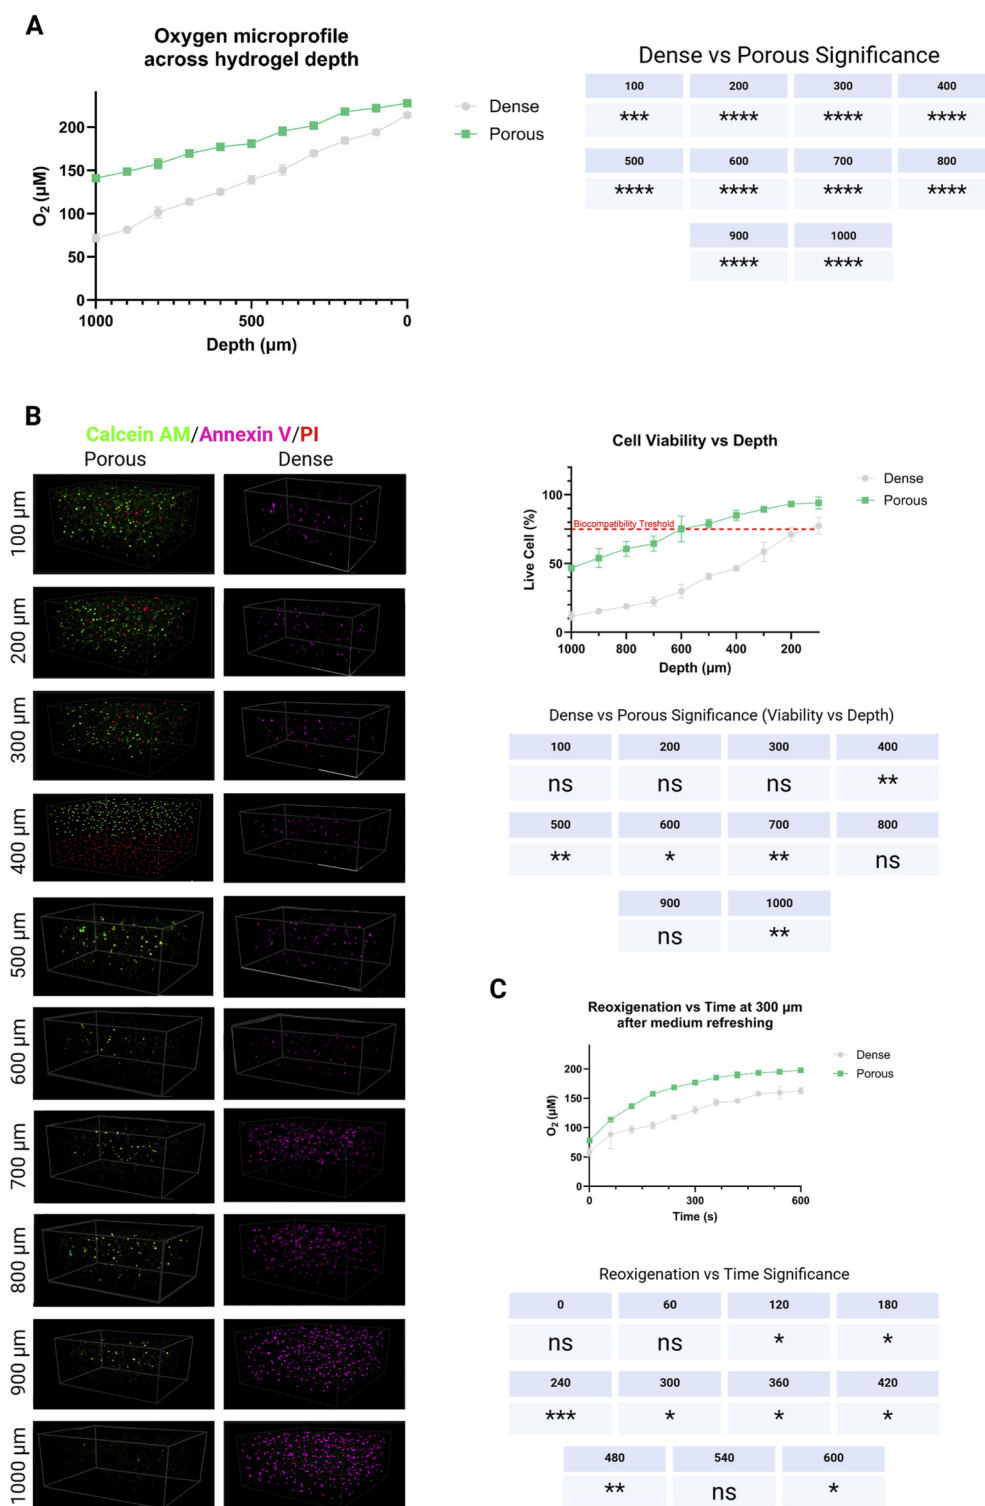 A
Oxygen microprofile
across hydrogel depth
O2 (µM)
200
150
100
50
0
1000
500
0
Depth (µm)
Dense
Porous
Dense vs Porous Significance
100 200 300 400
*** **** **** ****
500 600 700 800
**** **** **** ****
900 1000
**** ****
B
Calcein AM/Annexin V/PI
Porous Dense
100 µm
200 µm
300 µm
400 µm
500 µm
600 µm
700 µm
800 µm
900 µm
1000 µm
Cell Viability vs Depth
Live Cell (%)
100
50
0
Biocompatibility Treshold
1000 800 600 400 200
Depth (µm)
Dense
Porous
Dense vs Porous Significance (Viability vs Depth)
100 200 300 400
ns ns ns **
500 600 700 800
** * ** ns
900 1000
ns **
C
Reoxigenation vs Time at 300 µm
after medium refreshing
O2 (µM)
200
150
100
50
0
0 300 600
Time (s)
Dense
Porous
Reoxigenation vs Time Significance
0 60 120 180
ns ns * *
240 300 360 420
*** * * *
480 540 600
** ns *